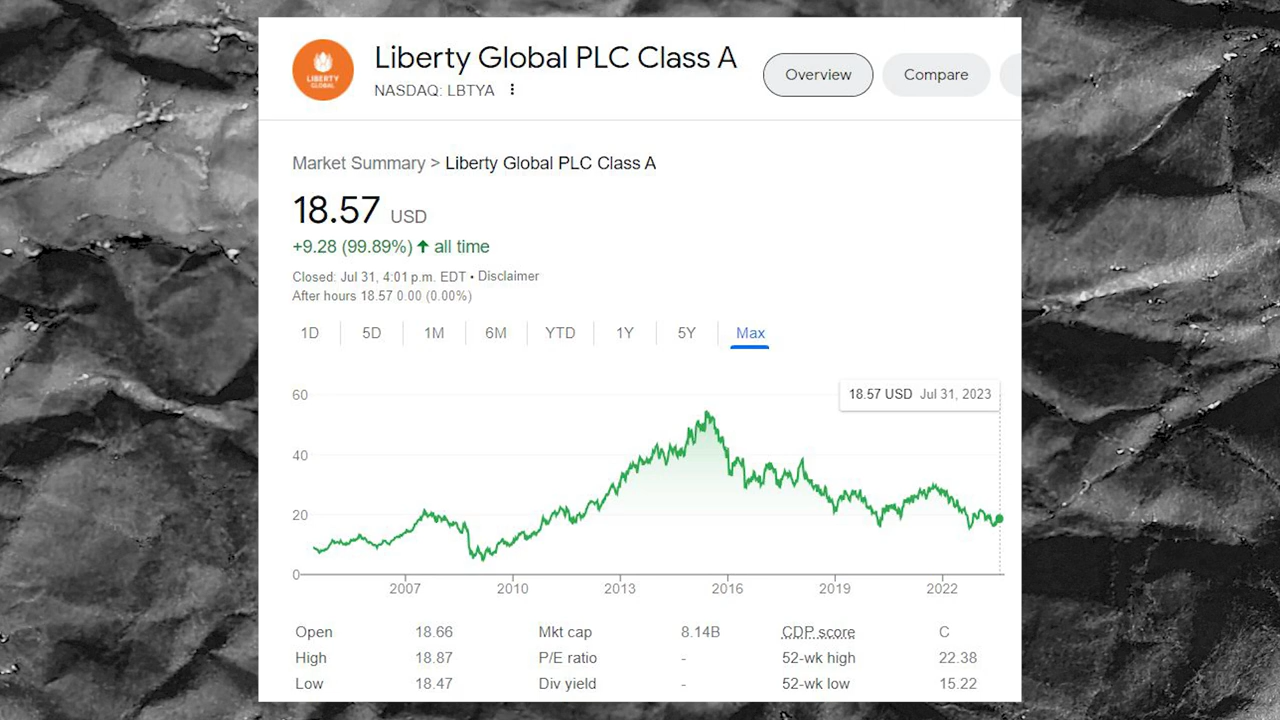 LIBERTY
GLOBAL
Liberty Global PLC Class A
NASDAQ: LBTYA
Overview
Compare
Market Summary > Liberty Global PLC Class A
18.57 USD
+9.28 (99.89%) ↑ all time
Closed: Jul 31, 4:01 p.m. EDT • Disclaimer
After hours 18.57 0.00 (0.00%)
1D 5D 1M 6M YTD 1Y 5Y Max
18.57 USD Jul 31, 2023
60
40
20
0
2007 2010 2013 2016 2019 2022
Open 18.66 Mkt cap 8.14B CDP score C
High 18.87 P/E ratio - 52-wk high 22.38
Low 18.47 Div yield - 52-wk low 15.22